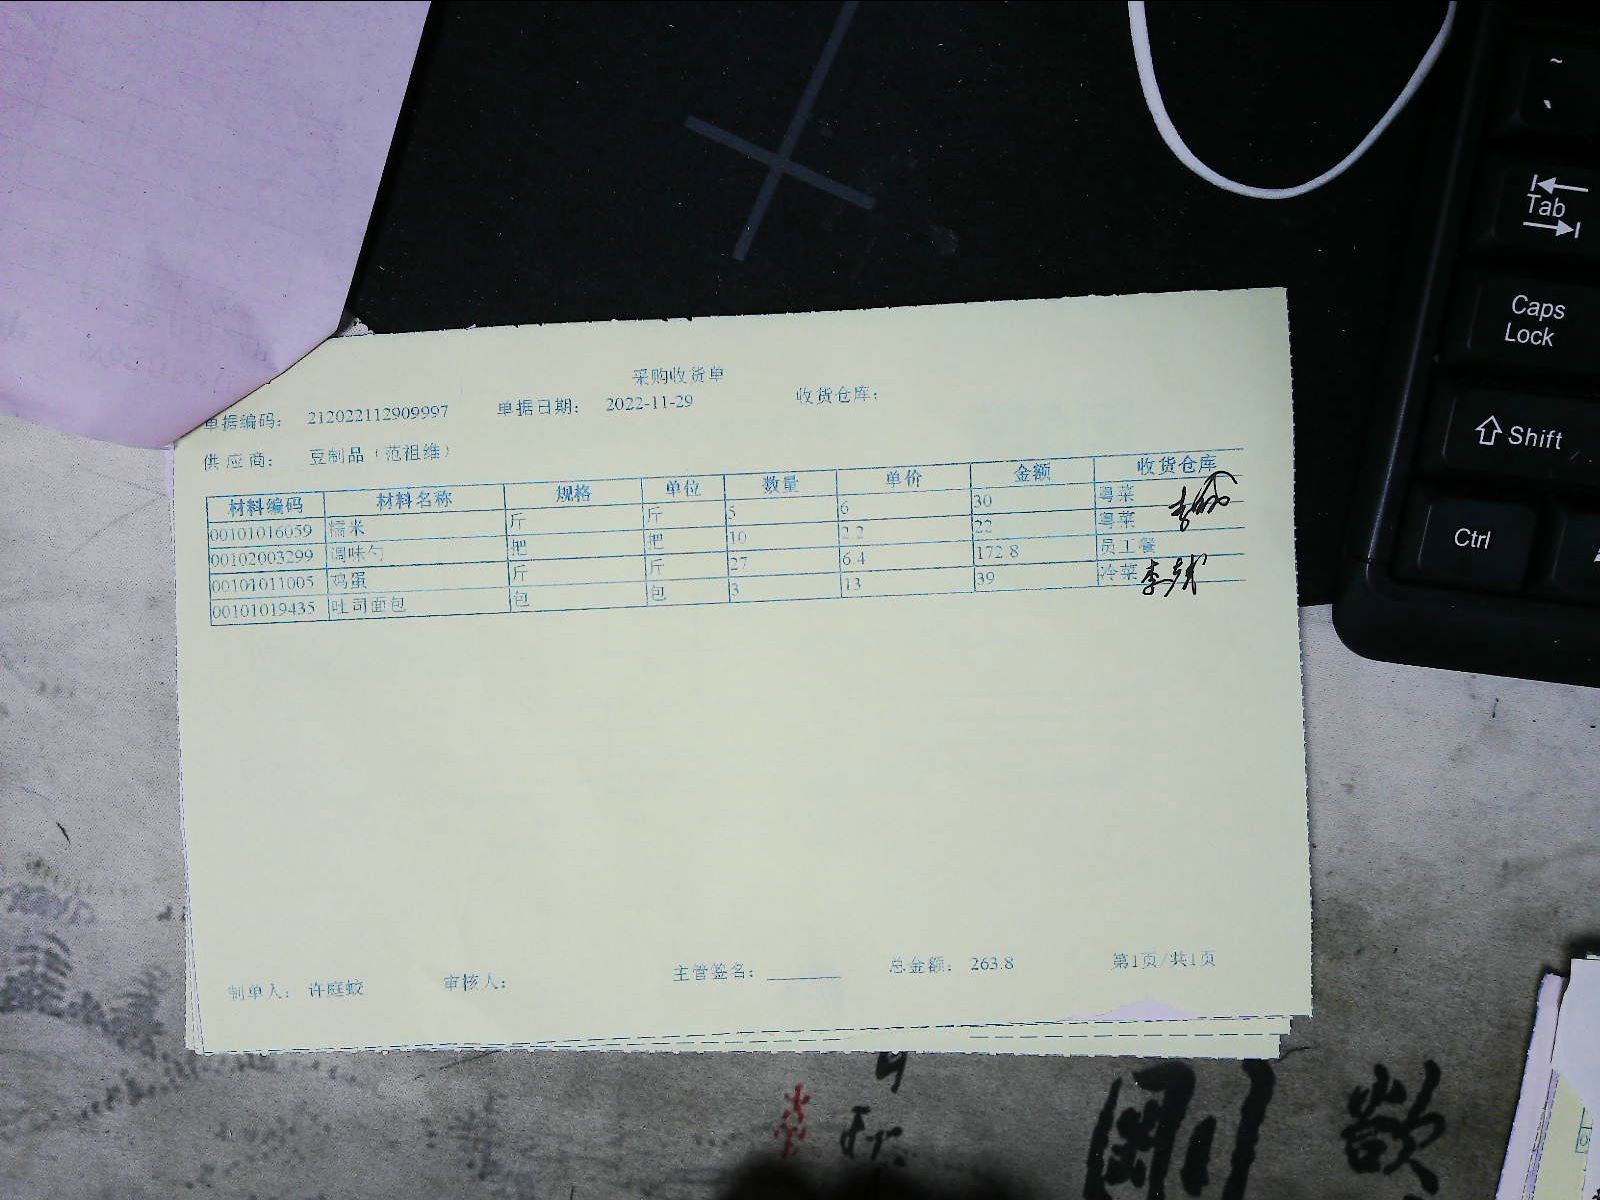 采购收货单
单据编码： 212022112909997 单据日期： 2022-11-29 收货仓库：
供应商： 豆制品（范祖维）
材料编码 材料名称 规格 单位 数量 单价 金额 收货仓库
00101016059 糯米 斤 斤 5 6 30 粤菜
00102003299 调味勺 把 把 10 2.2 22 粤菜
00101011005 鸡蛋 斤 斤 27 6.4 172.8 员工餐
00101019435 吐司面包 包 包 3 13 39 冷菜
制单人： 许庭蛟 审核人： 主管签名： 总金额： 263.8 第1页/共1页
~
Tab
Caps Lock
Shift
Ctrl
剛 欲